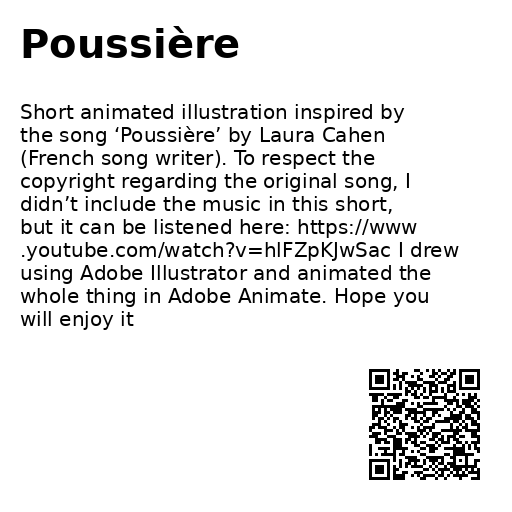 Poussière
Short animated illustration inspired by
the song ‘Poussière’ by Laura Cahen
(French song writer). To respect the
copyright regarding the original song, I
didn’t include the music in this short,
but it can be listened here: https://www
.youtube.com/watch?v=hlFZpKJwSac I drew
using Adobe Illustrator and animated the
whole thing in Adobe Animate. Hope you
will enjoy it